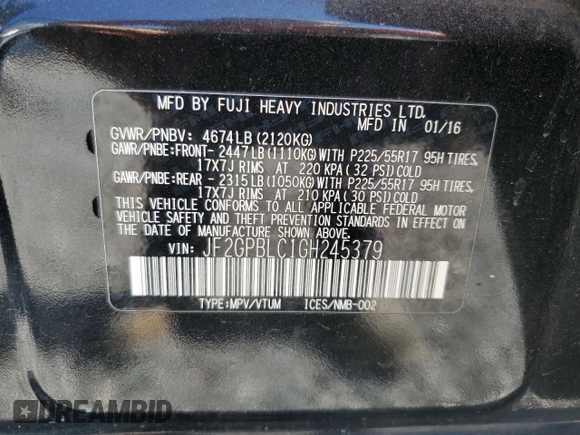 MFD BY FUJI HEAVY INDUSTRIES LTD.
MFD IN 01/16
GVWR/PNBV: 4674LB(2120KG)
GAWR/PNBE:FRONT- 2447LB(1110KG)WITH P225/55R17 95H TIRES,
17X7J RIMS AT 220 KPA(32 PSI)COLD
GAWR/PNBE:REAR - 2315LB(1050KG)WITH P225/55R17 95H TIRES,
17X7J RIMS AT 210 KPA(30 PSI)COLD
THIS VEHICLE CONFORMS TO ALL APPLICABLE FEDERAL MOTOR
VEHICLE SAFETY AND THEFT PREVENTION STANDARDS IN EFFECT ON
THE DATE OF MANUFACTURE SHOWN ABOVE.
VIN: JF2GPBLC1GH245379
TYPE:MPV/VTUM ICES/NMB-002
DREAMBID